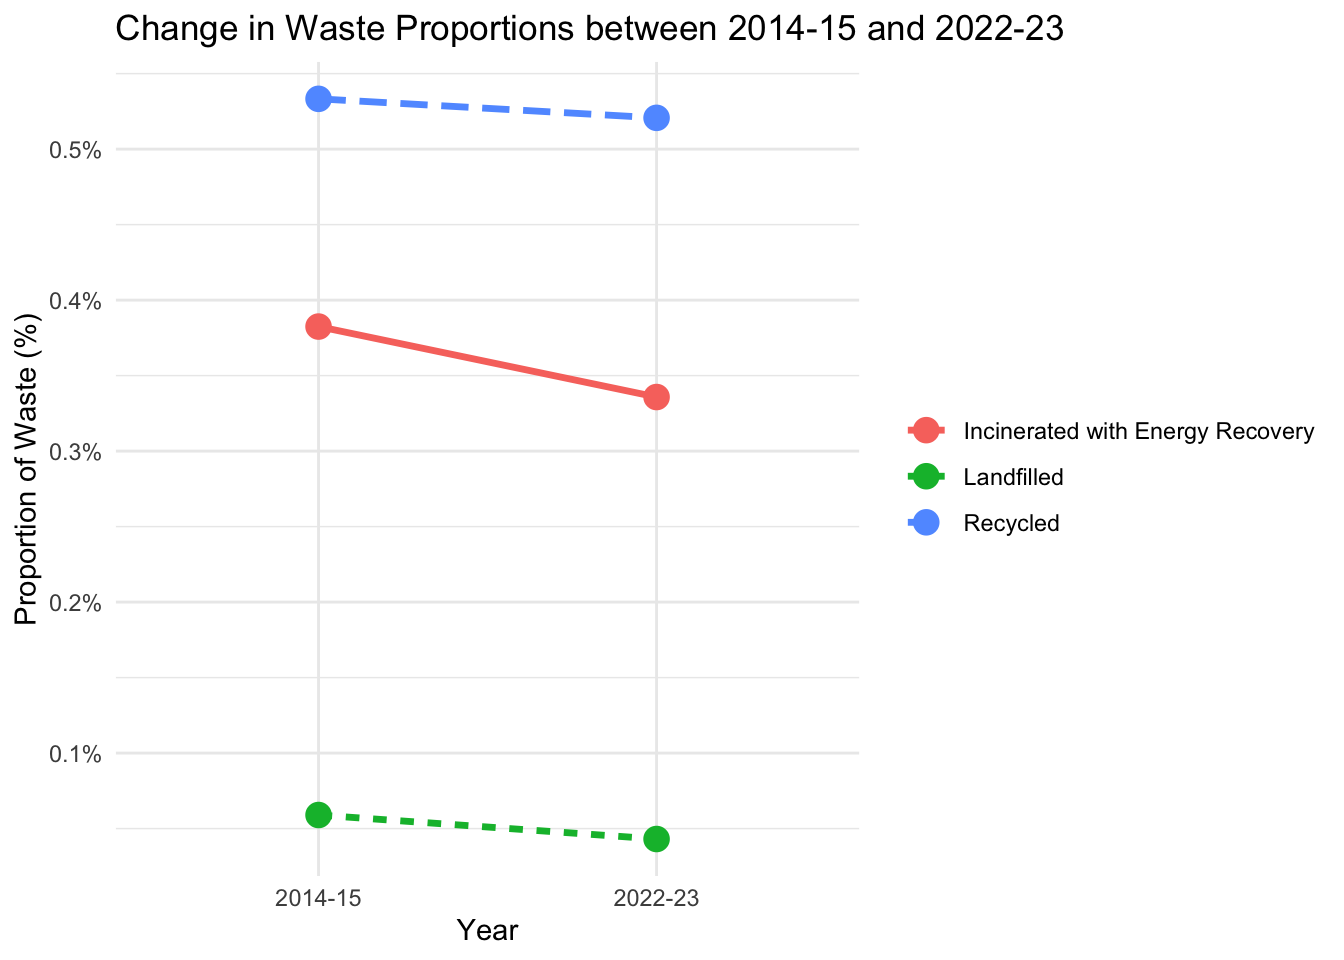 Change in Waste Proportions between 2014-15 and 2022-23
Proportion of Waste (%)
0.5%
0.4%
0.3%
0.2%
0.1%
2014-15 2022-23
Year
Incinerated with Energy Recovery
Landfilled
Recycled